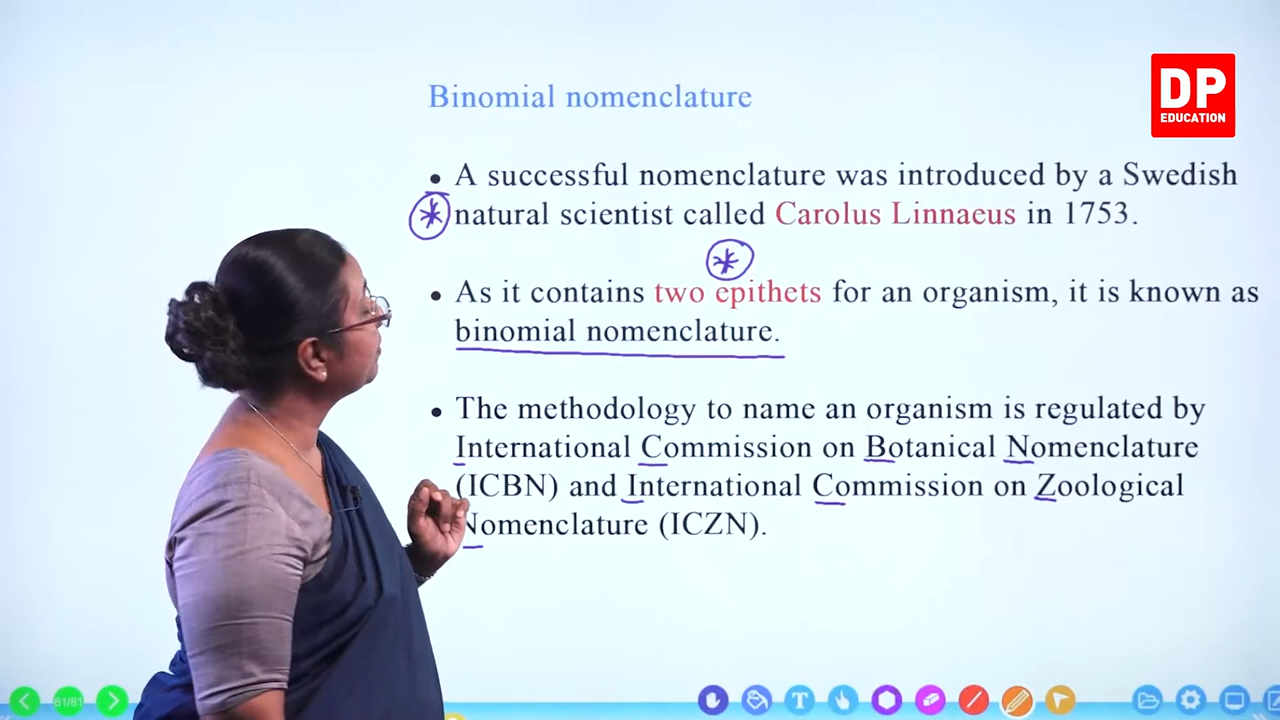 DP
EDUCATION
Binomial nomenclature
• A successful nomenclature was introduced by a Swedish
natural scientist called Carolus Linnaeus in 1753.
• As it contains two epithets for an organism, it is known as
binomial nomenclature.
• The methodology to name an organism is regulated by
International Commission on Botanical Nomenclature
(ICBN) and International Commission on Zoological
Nomenclature (ICZN).
81/81
T